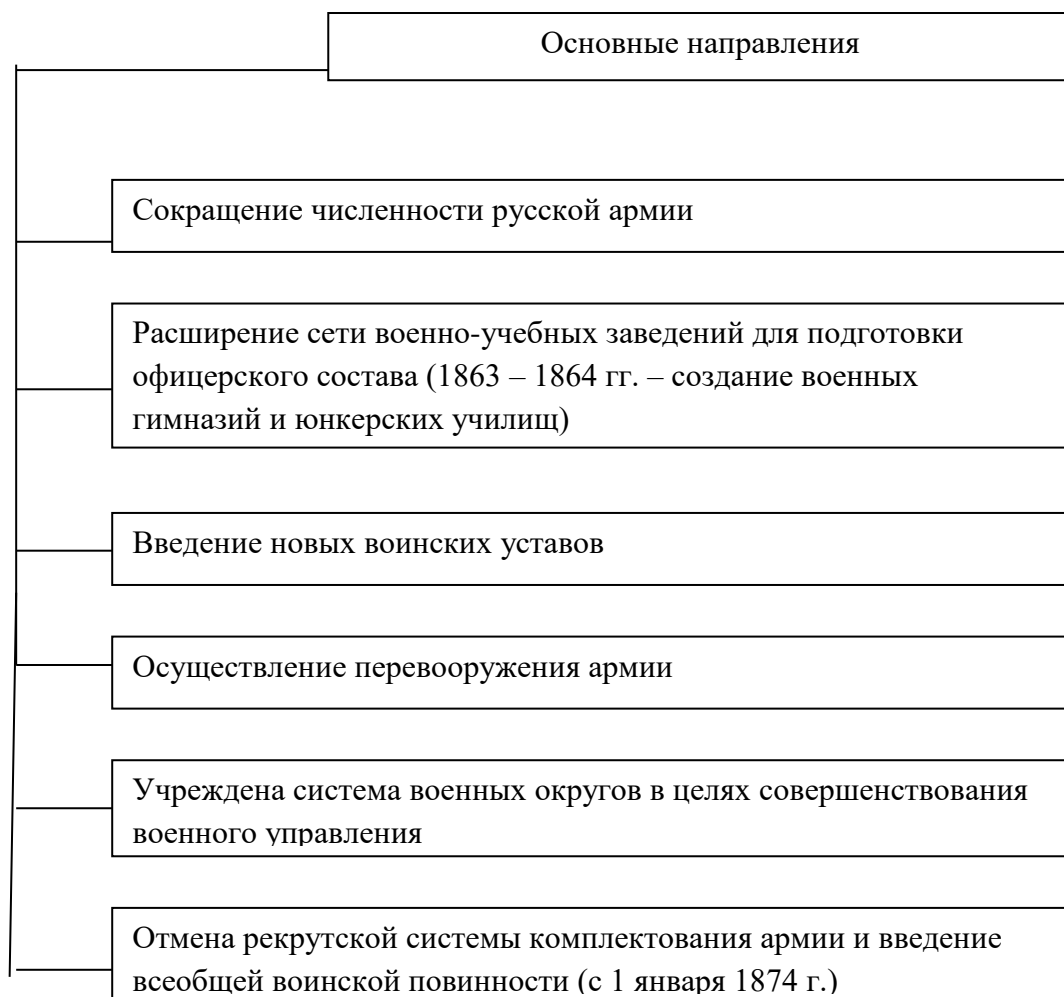 Основные направления
Сокращение численности русской армии
Расширение сети военно-учебных заведений для подготовки
офицерского состава (1863 – 1864 гг. – создание военных
гимназий и юнкерских училищ)
Введение новых воинских уставов
Осуществление перевооружения армии
Учреждена система военных округов в целях совершенствования
военного управления
Отмена рекрутской системы комплектования армии и введение
всеобщей воинской повинности (с 1 января 1874 г.)